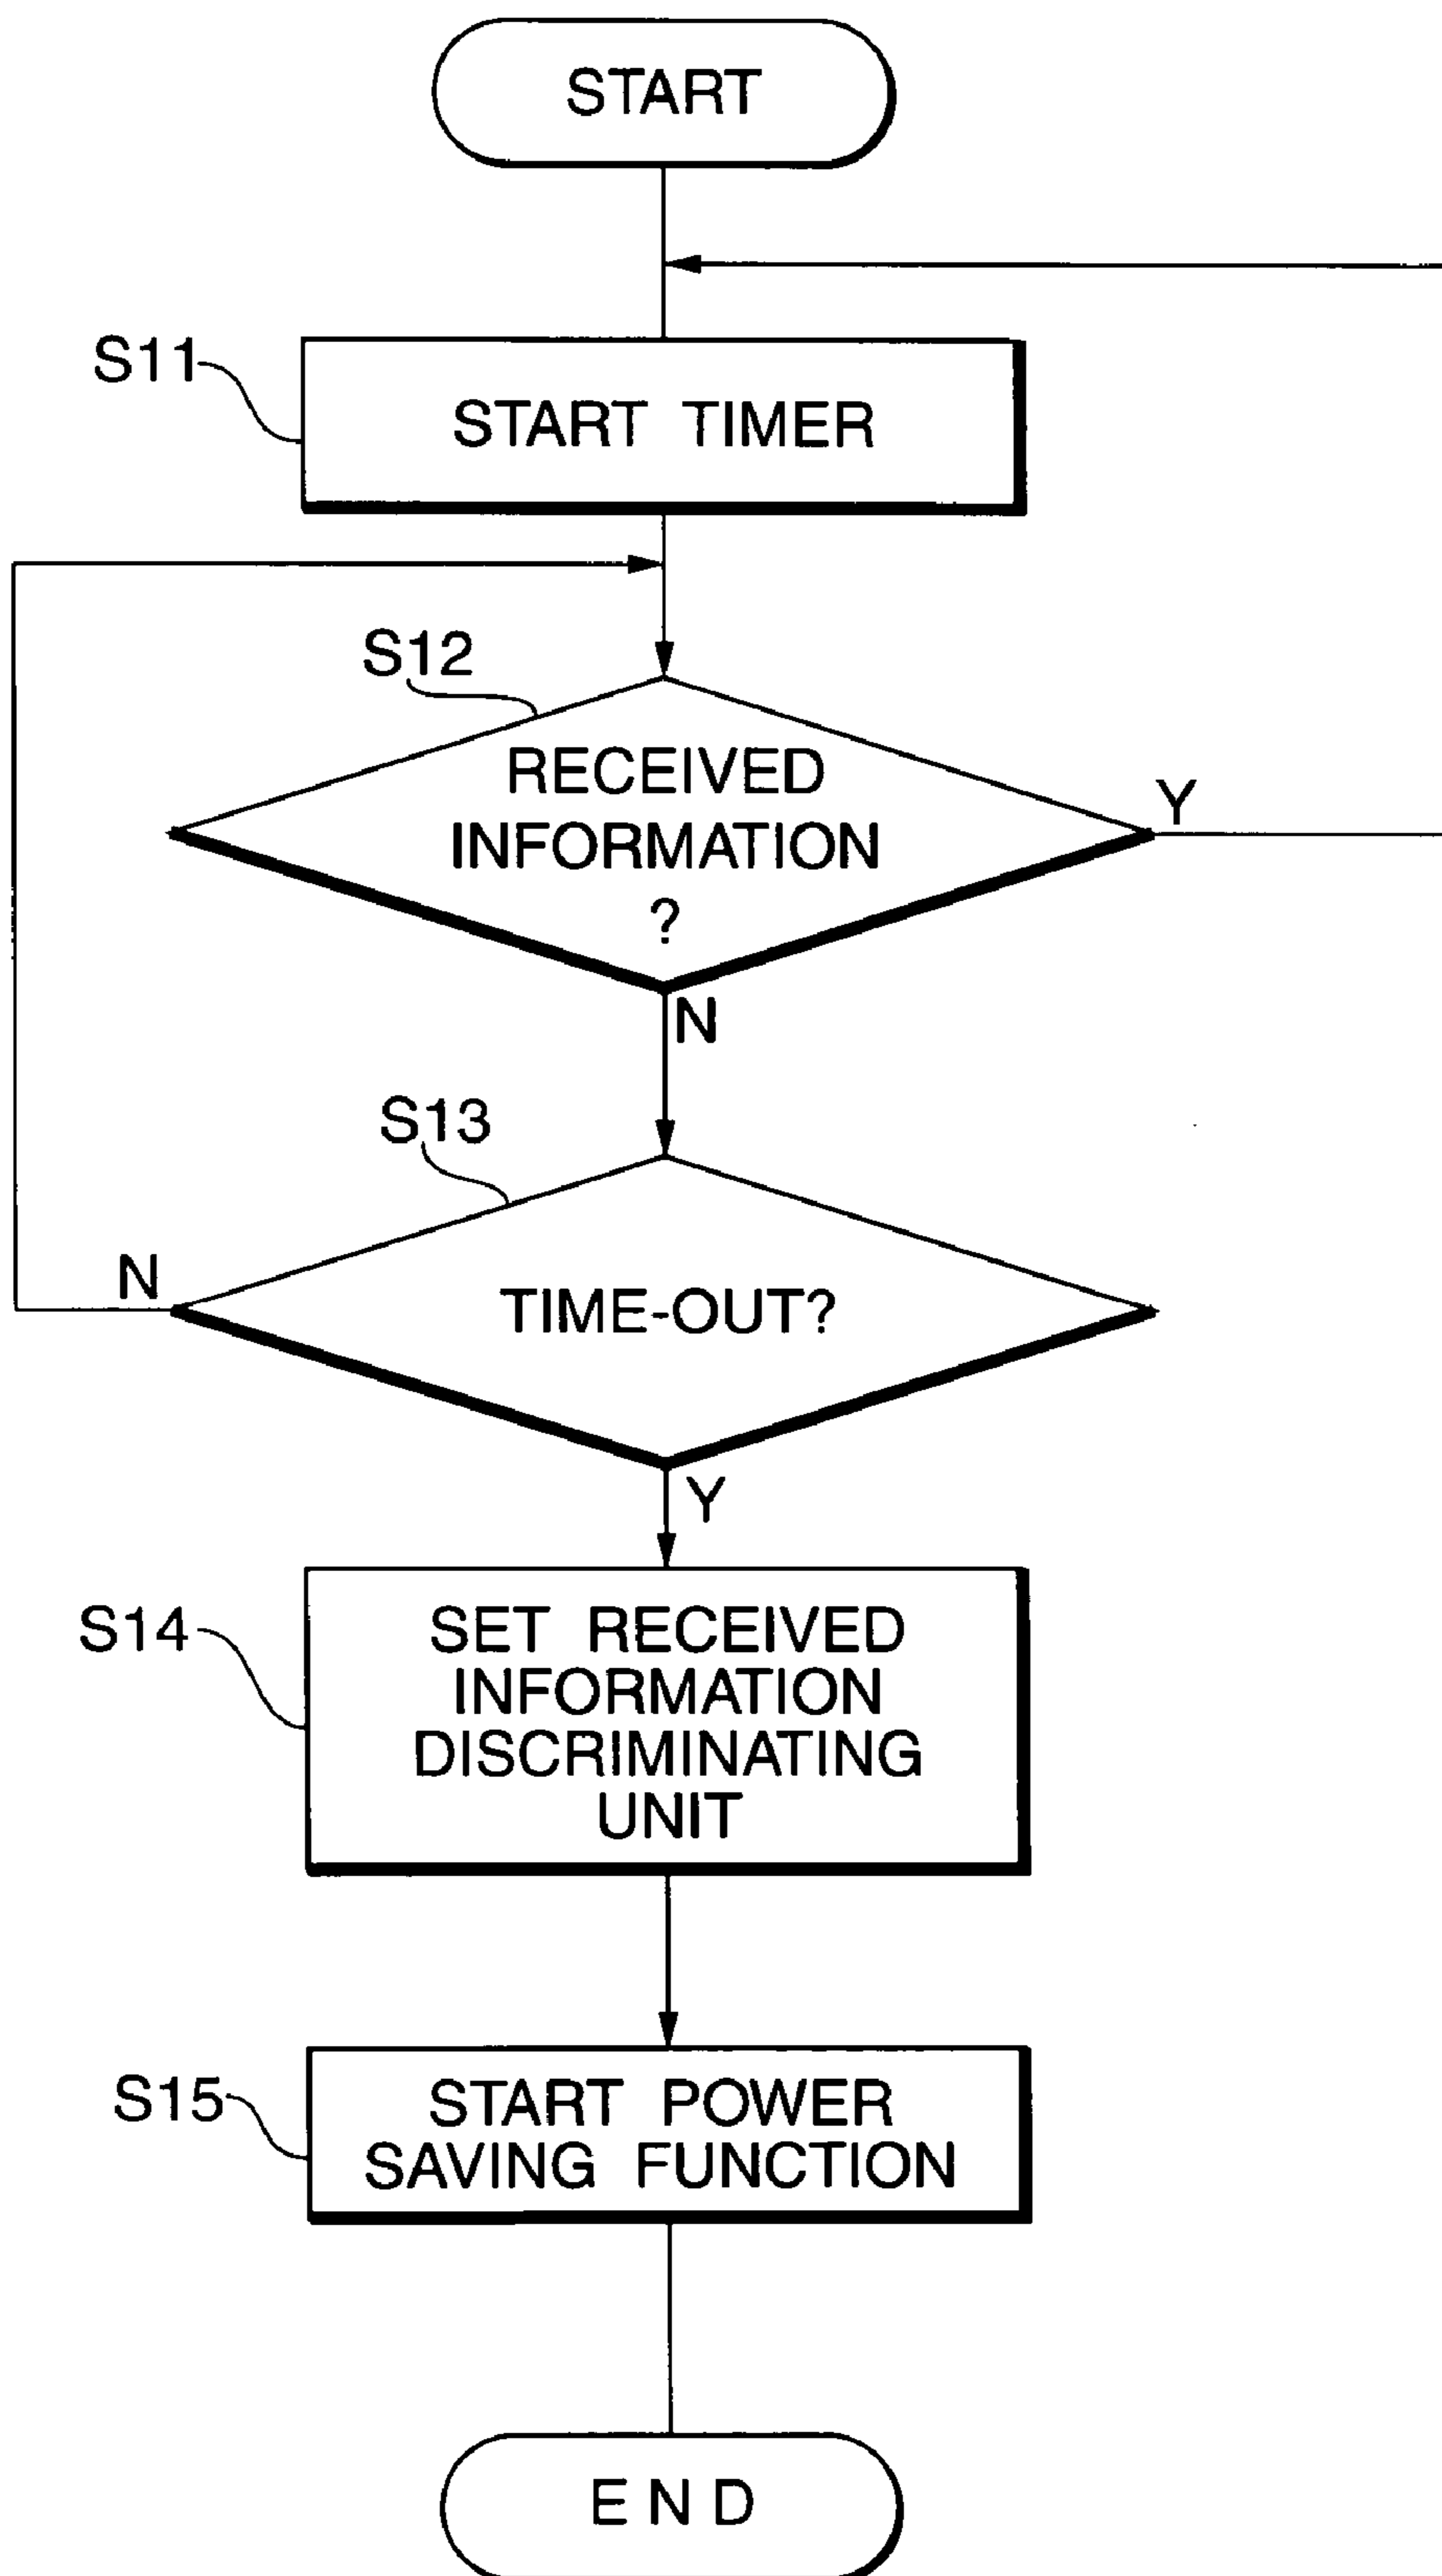 START
S11
START TIMER
S12
RECEIVED
INFORMATION
?
Y
N
S13
TIME-OUT?
N
Y
S14
SET RECEIVED
INFORMATION
DISCRIMINATING
UNIT
S15
START POWER
SAVING FUNCTION
END